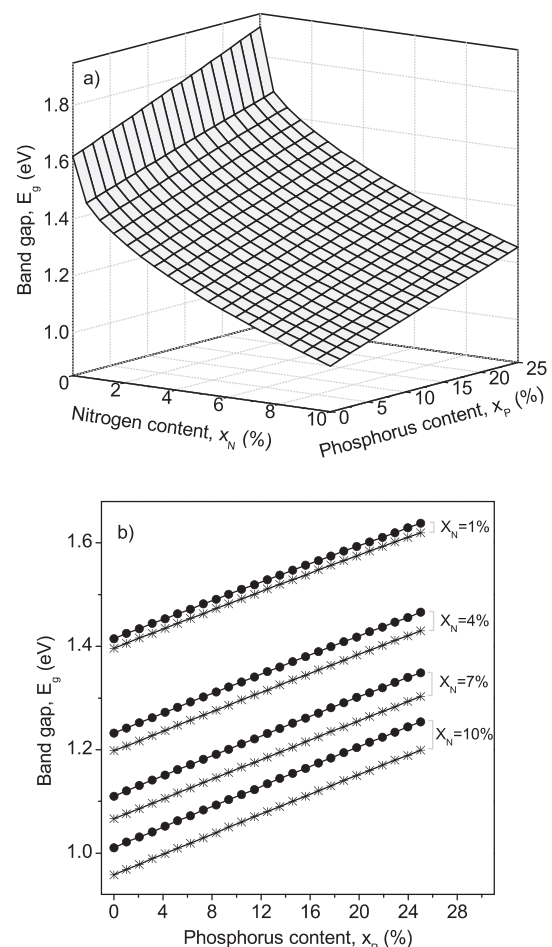 a)
Band gap, E_g (eV)
1.8
1.6
1.4
1.2
1.0
0
2
4
6
8
10
Nitrogen content, x_N (%)
0
5
10
15
20
25
Phosphorus content, x_P (%)
b)
Band gap, E_g (eV)
1.6
1.4
1.2
1.0
X_N=1%
X_N=4%
X_N=7%
X_N=10%
0 4 8 12 16 20 24 28
Phosphorus content, x_P (%)